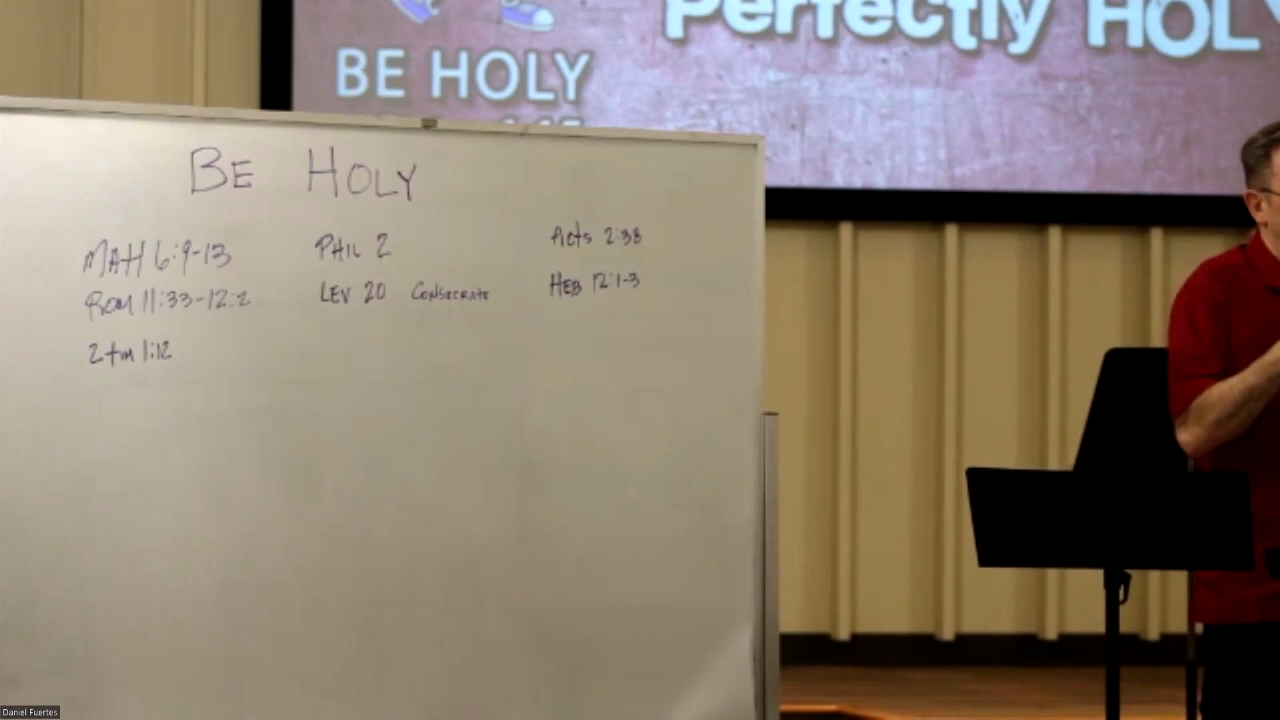 Perfectly HOLY
BE HOLY
BE HOLY
MATT 6:9-13
ROM 11:33-12:2
2 tim 1:12
PHIL 2
LEV 20 CONSECRATE
Acts 2:38
HEB 12:1-3
Daniel Fuertes